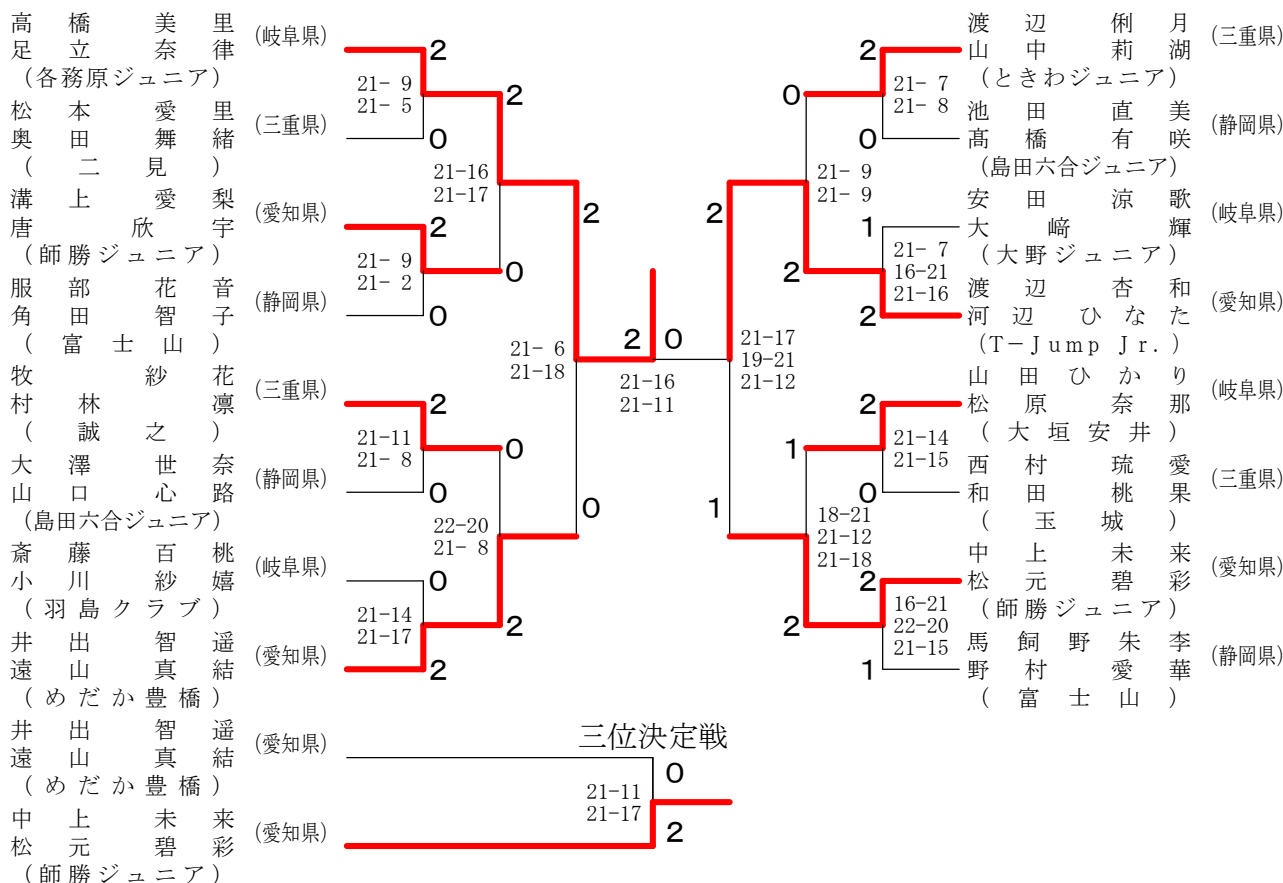 高橋美里
足立奈律
(各務原ジュニア)
(岐阜県)
2
21- 9
21- 5
松本愛里
奥田舞緒
(二見)
(三重県)
0
2
21-16
21-17
溝上愛梨
唐欣宇
(師勝ジュニア)
(愛知県)
2
21- 9
21- 2
0
服部花音
角田智子
(富士山)
(静岡県)
0
2
21- 6
21-18
牧紗花
村林凛
(誠之)
(三重県)
2
21-11
21- 8
0
大澤世奈
山口心路
(島田六合ジュニア)
(静岡県)
0
22-20
21- 8
0
斎藤百桃
小川紗嬉
(羽島クラブ)
(岐阜県)
0
21-14
21-17
2
井出智遥
遠山真結
(めだか豊橋)
(愛知県)
2
2 0
21-16
21-11
渡辺俐月
山中莉湖
(ときわジュニア)
(三重県)
2
21- 7
21- 8
0
池田直美
髙橋有咲
(島田六合ジュニア)
(静岡県)
0
21- 9
21- 9
2
安田涼歌
大﨑輝
(大野ジュニア)
(岐阜県)
1
21- 7
16-21
21-16
2
渡辺杏和
河辺ひなた
(T-Jump Jr.)
(愛知県)
2
21-17
19-21
21-12
山田ひかり
松原奈那
(大垣安井)
(岐阜県)
2
21-14
21-15
1
西村琉愛
和田桃果
(玉城)
(三重県)
0
1
18-21
21-12
21-18
中上未来
松元碧彩
(師勝ジュニア)
(愛知県)
2
16-21
22-20
21-15
2
馬飼野朱李
野村愛華
(富士山)
(静岡県)
1
三位決定戦
井出智遥
遠山真結
(めだか豊橋)
(愛知県)
0
21-11
21-17
中上未来
松元碧彩
(師勝ジュニア)
(愛知県)
2